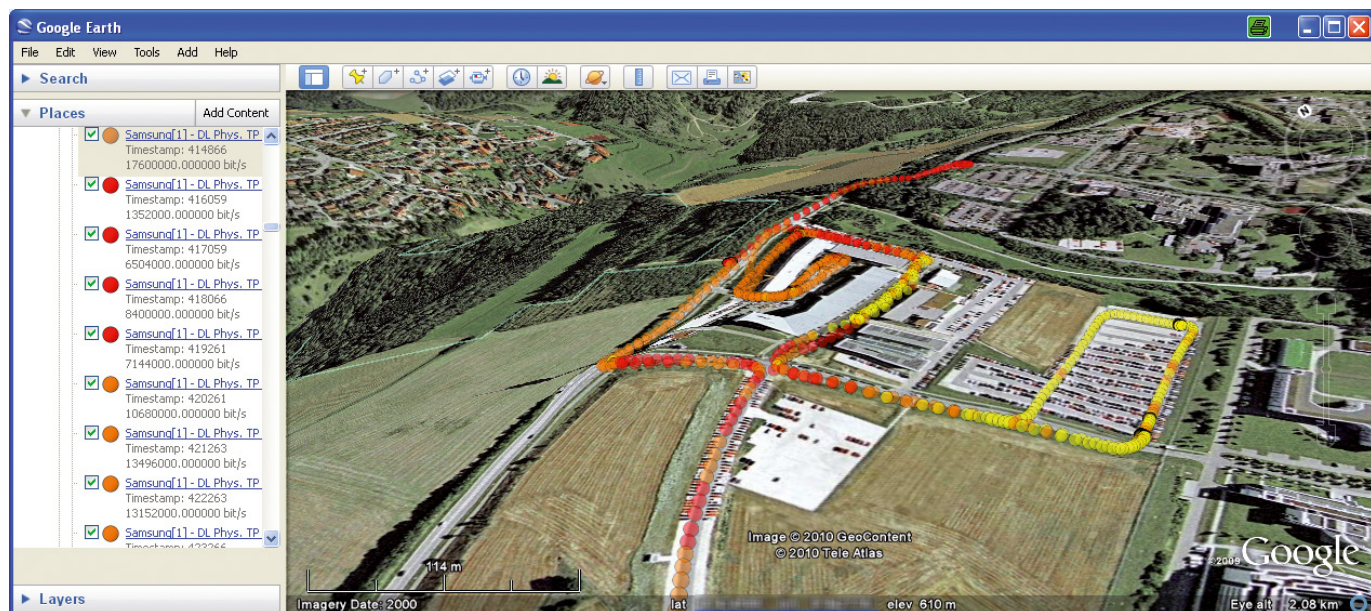 Google Earth
File Edit View Tools Add Help
Search
Places
Add Content
Samsung[1] - DL Phys. TP
Timestamp: 414866
17600000.000000 bit/s
Samsung[1] - DL Phys. TP
Timestamp: 416059
1352000.000000 bit/s
Samsung[1] - DL Phys. TP
Timestamp: 417059
6504000.000000 bit/s
Samsung[1] - DL Phys. TP
Timestamp: 418066
8400000.000000 bit/s
Samsung[1] - DL Phys. TP
Timestamp: 419261
7144000.000000 bit/s
Samsung[1] - DL Phys. TP
Timestamp: 420261
10680000.000000 bit/s
Samsung[1] - DL Phys. TP
Timestamp: 421263
13496000.000000 bit/s
Samsung[1] - DL Phys. TP
Timestamp: 422263
13152000.000000 bit/s
Samsung[1] - DL Phys. TP
Timestamp: 423266
Layers
N
Image © 2010 GeoContent
© 2010 Tele Atlas
©2009 Google
114 m
Imagery Date: 2000
lat
elev 610 m
Eye alt 2.08 km